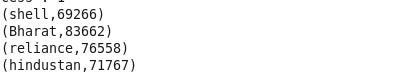 (shell,69266)
(Bharat,83662)
(reliance,76558)
(hindustan,71767)